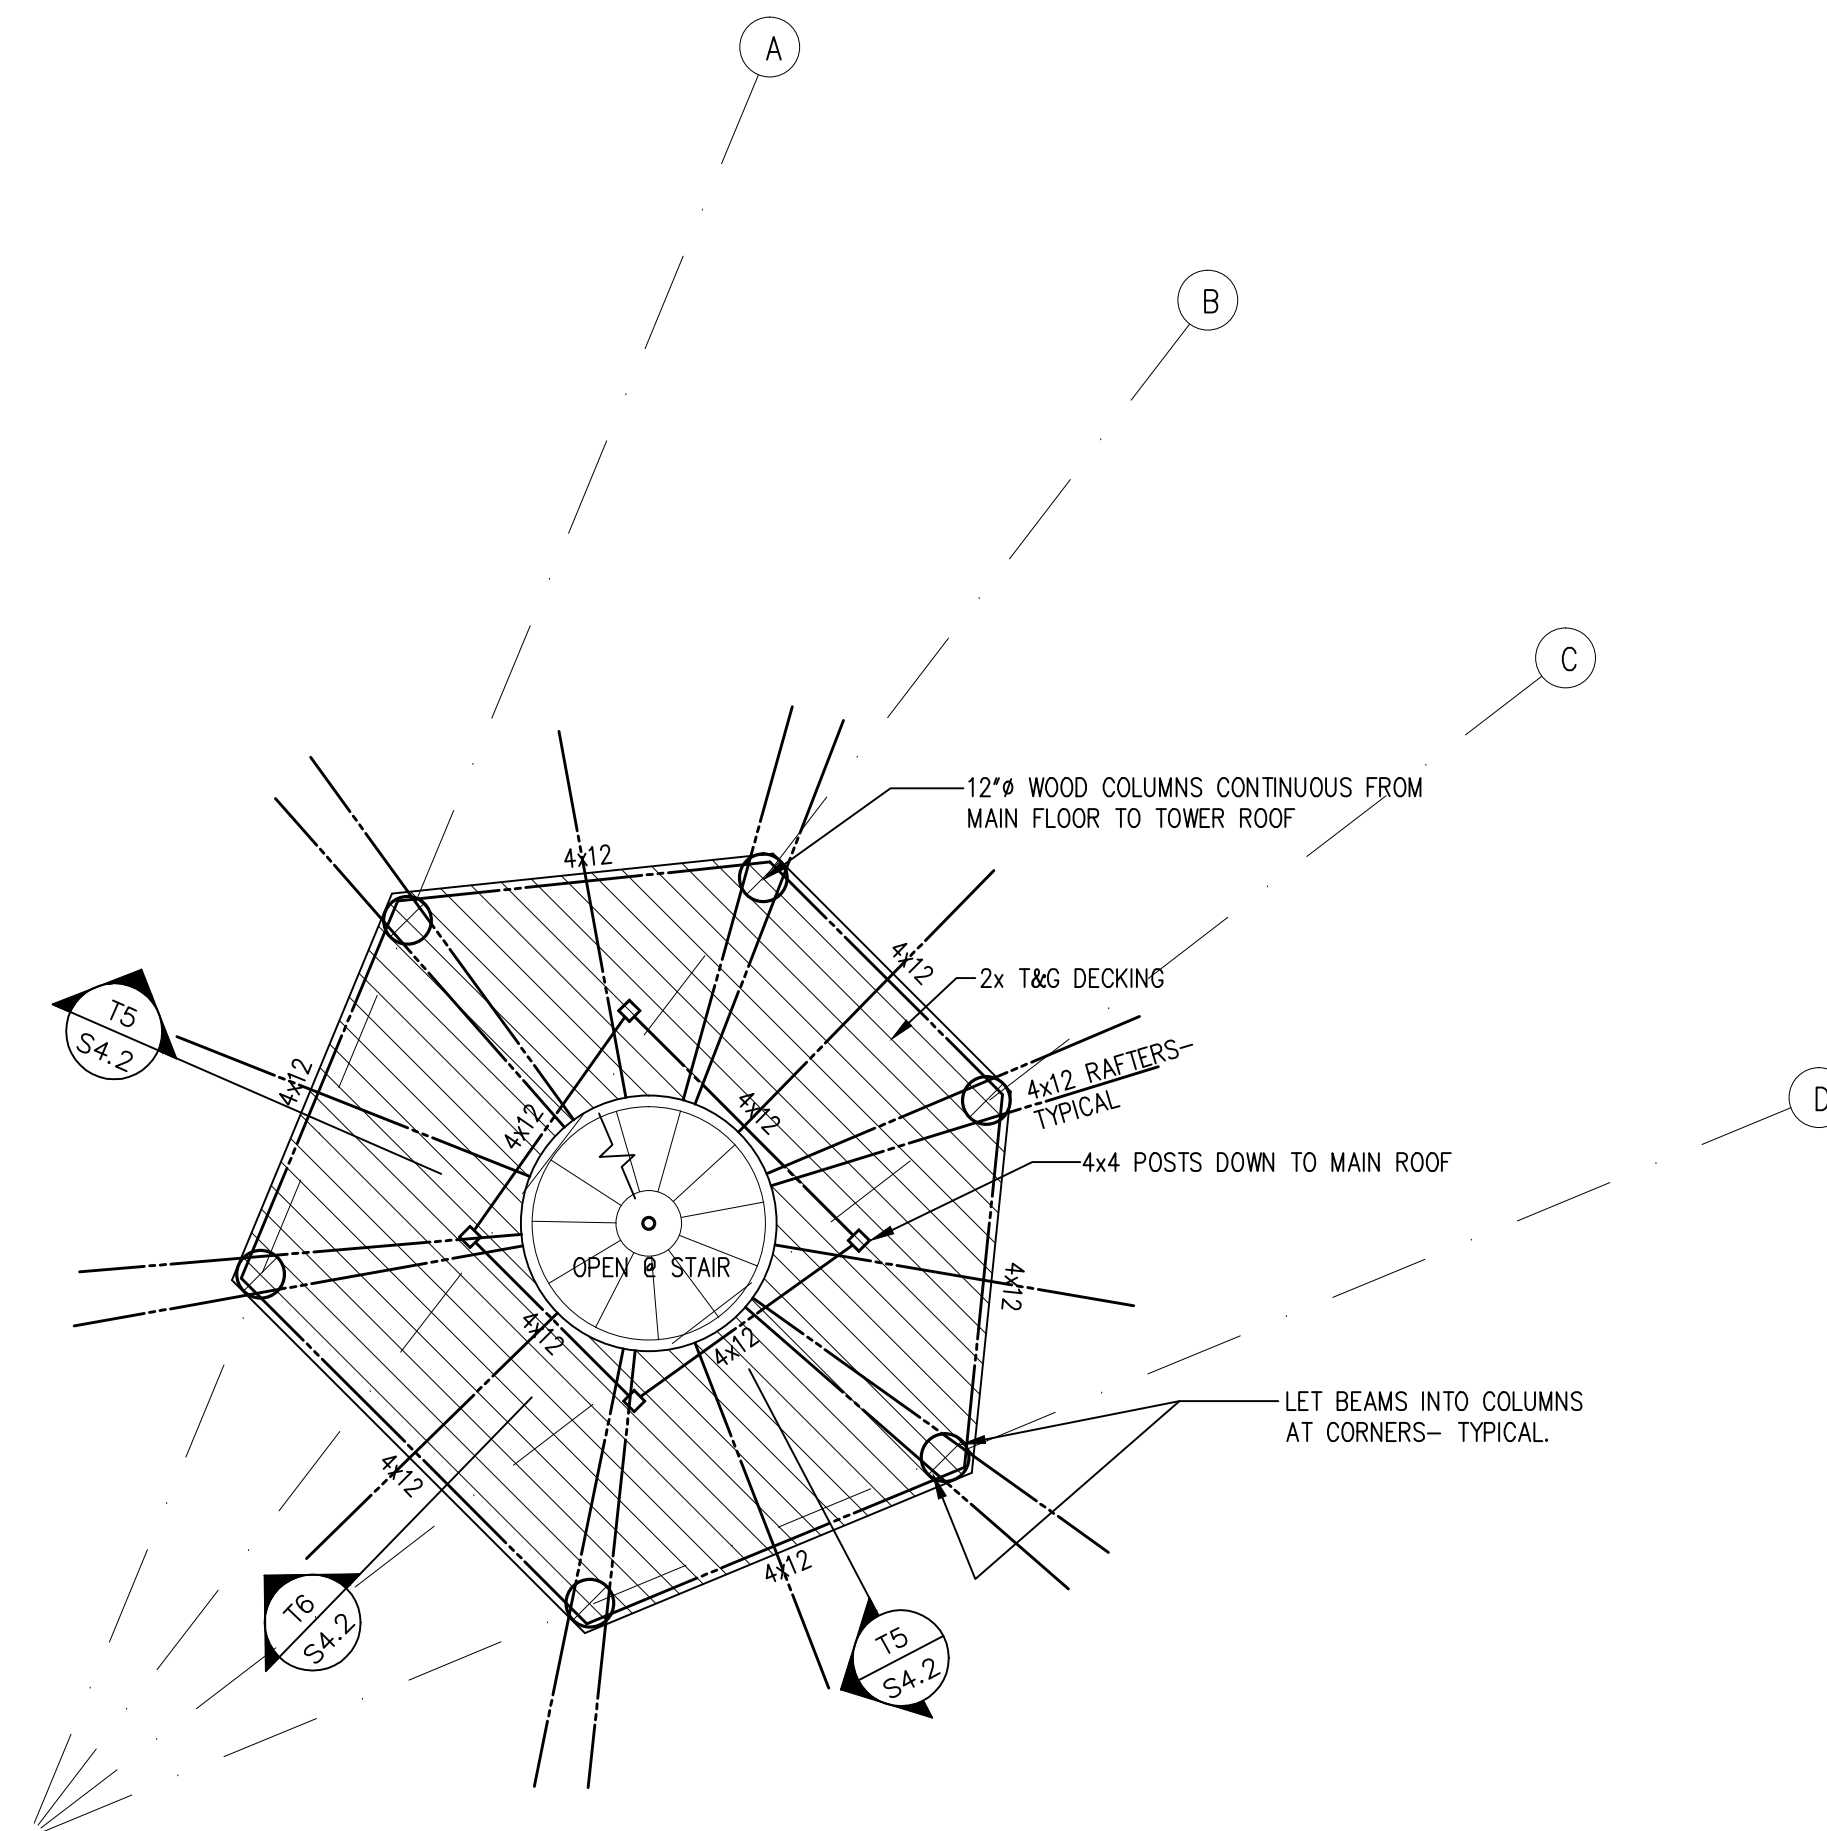 A
B
C
12"ø WOOD COLUMNS CONTINUOUS FROM
MAIN FLOOR TO TOWER ROOF
4x12
4x12
2x T&G DECKING
T5
S4.2
4x12
4x12 RAFTERS–
TYPICAL
D
4x12
4x12
4x4 POSTS DOWN TO MAIN ROOF
OPEN @ STAIR
4x12
4x12
4x12
LET BEAMS INTO COLUMNS
AT CORNERS– TYPICAL.
4x12
4x12
T6
S4.2
T5
S4.2